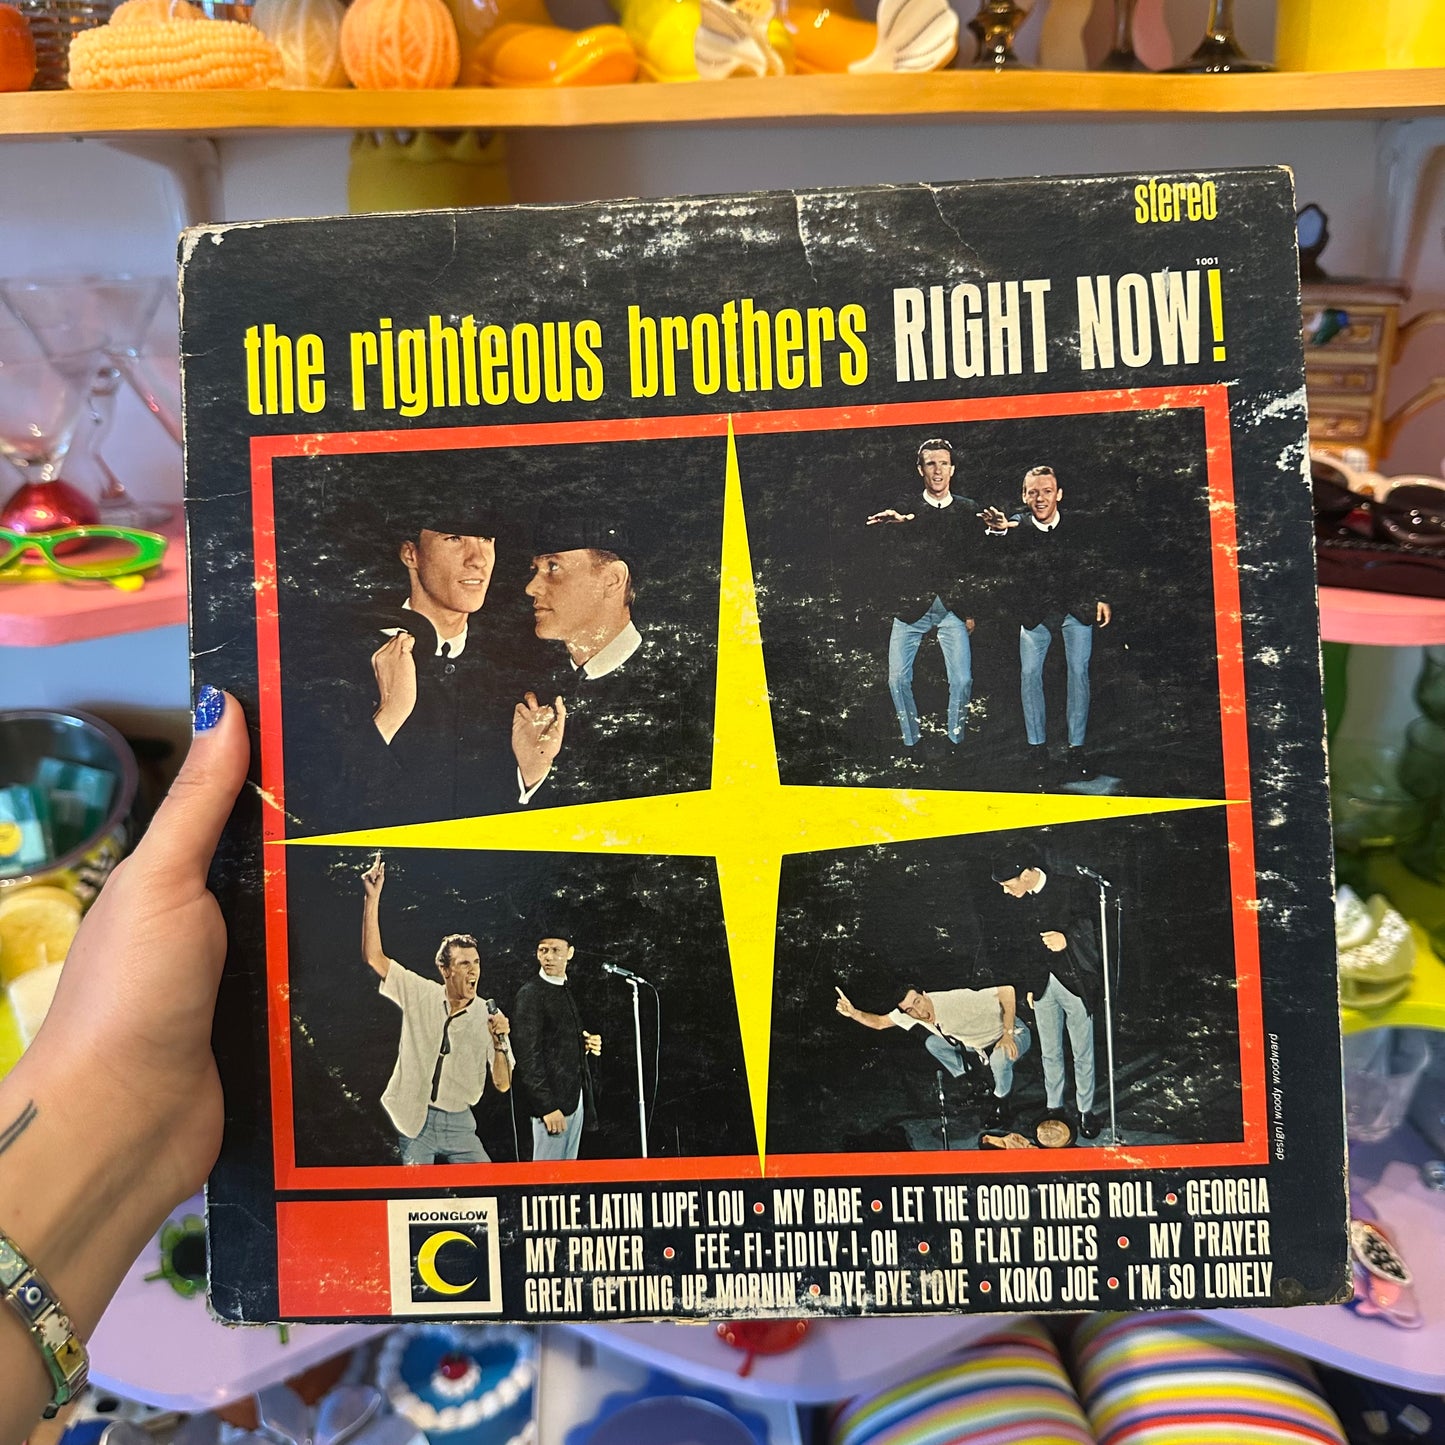 stereo
1001
the righteous brothers RIGHT NOW!
design / woody woodward
MOONGLOW
LITTLE LATIN LUPE LOU • MY BABE • LET THE GOOD TIMES ROLL • GEORGIA
MY PRAYER • FEE-FI-FIDILY-I-OH • B FLAT BLUES • MY PRAYER
GREAT GETTING UP MORNIN' • BYE BYE LOVE • KOKO JOE • I'M SO LONELY